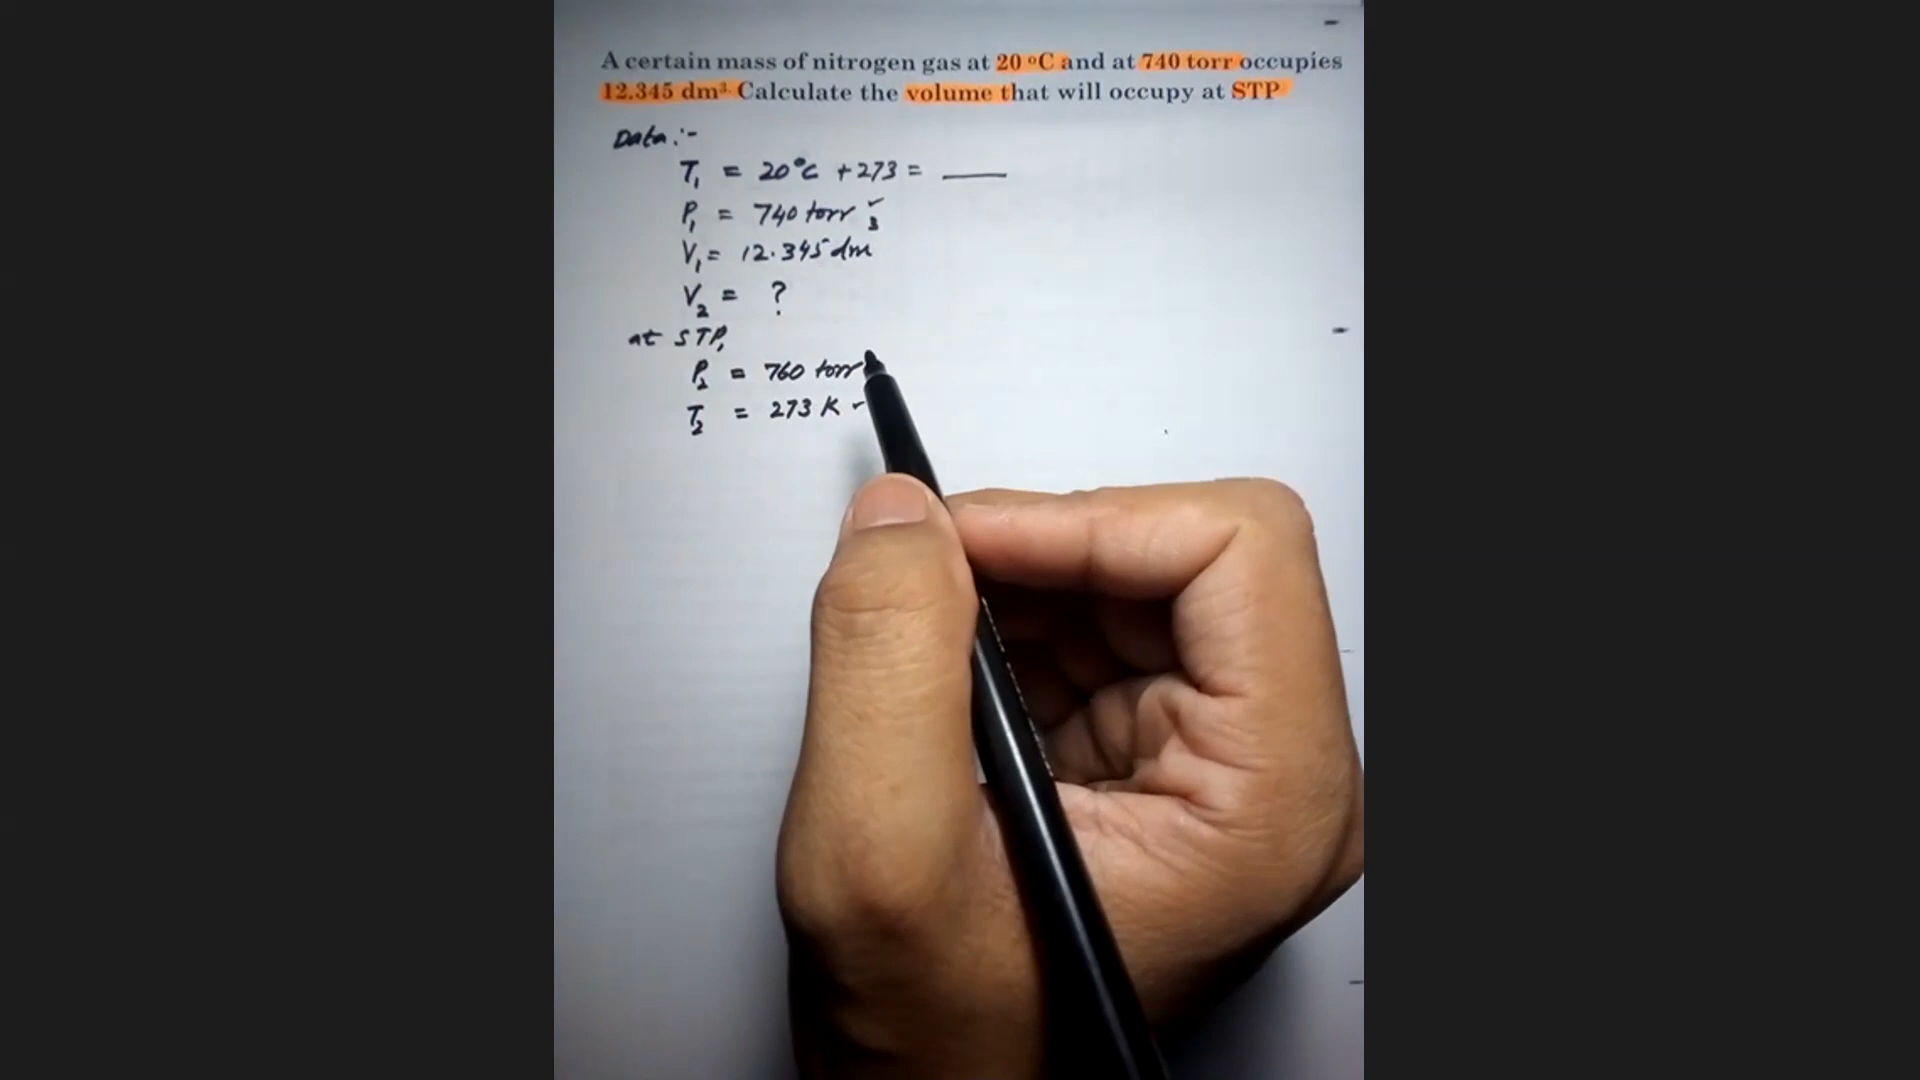 A certain mass of nitrogen gas at 20 °C and at 740 torr occupies
12.345 dm³. Calculate the volume that will occupy at STP
Data:-
T₁ = 20°C + 273 = ___
P₁ = 740 torr ✓
V₁ = 12.345 dm³
V₂ = ?
at STP,
P₂ = 760 torr
T₂ = 273 K ✓